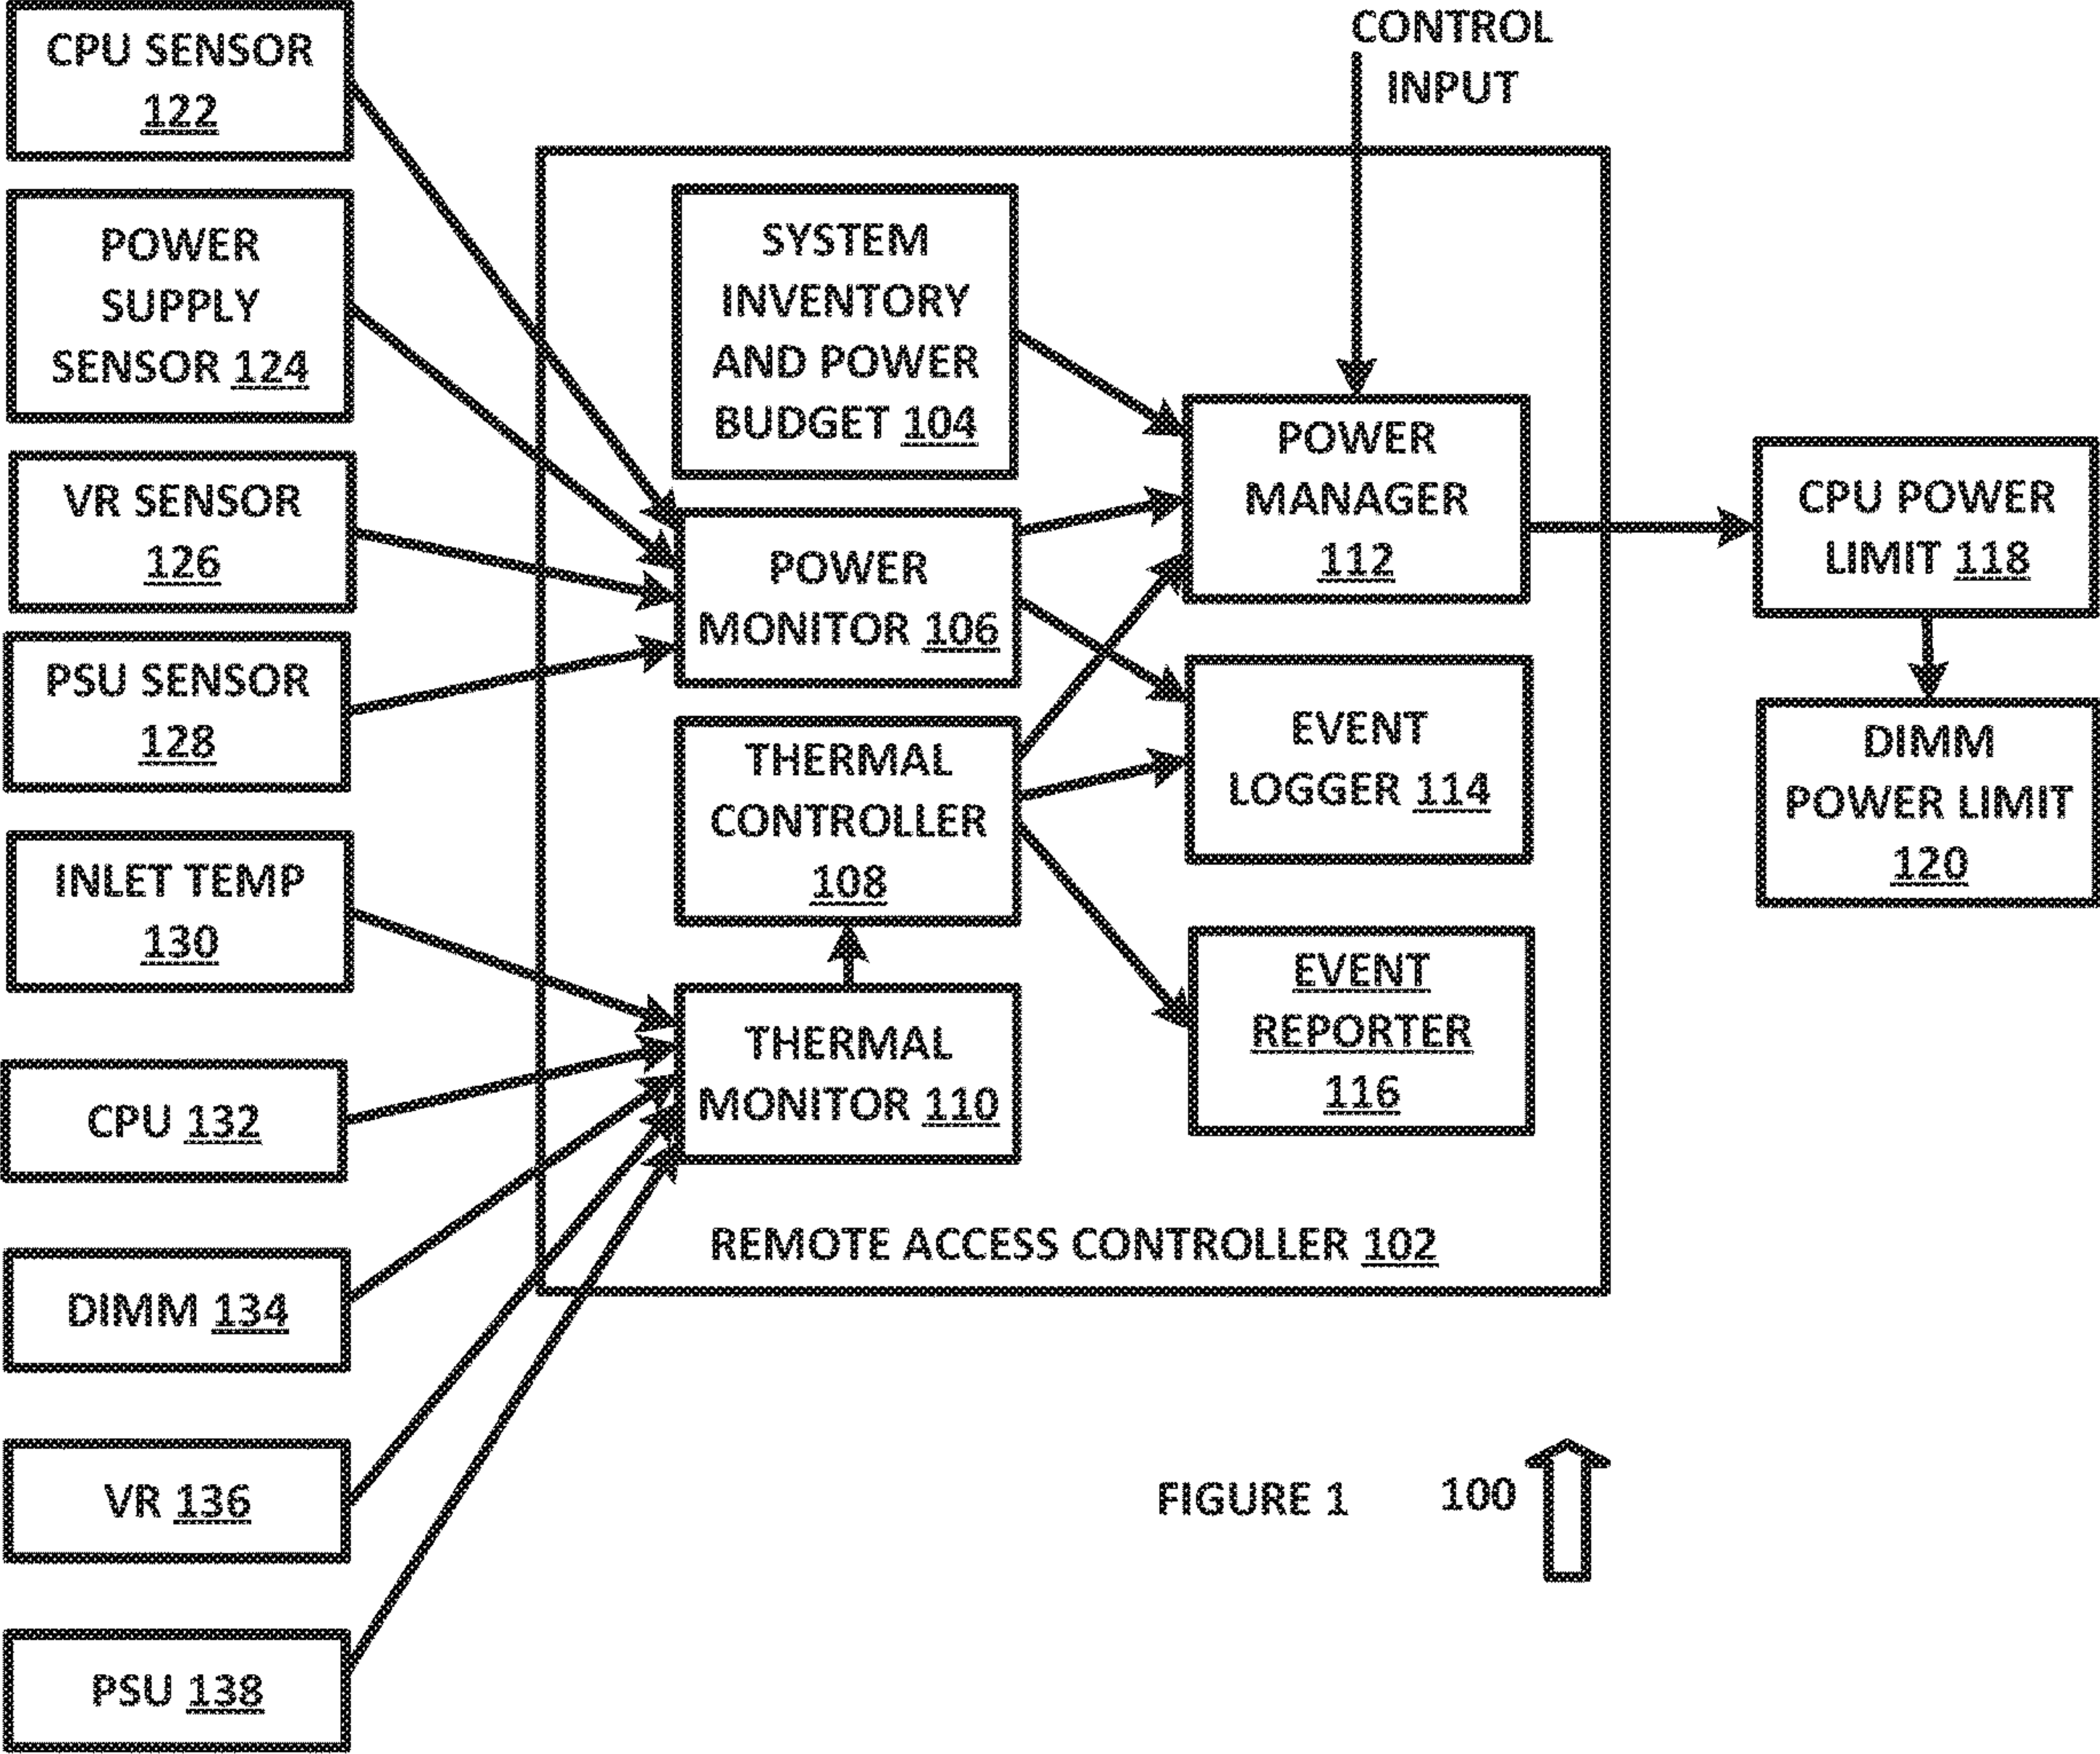 CPU SENSOR
122
POWER
SUPPLY
SENSOR 124
VR SENSOR
126
PSU SENSOR
128
INLET TEMP
130
CPU 132
DIMM 134
VR 136
PSU 138
CONTROL
INPUT
SYSTEM
INVENTORY
AND POWER
BUDGET 104
POWER
MONITOR 106
THERMAL
CONTROLLER
108
THERMAL
MONITOR 110
POWER
MANAGER
112
EVENT
LOGGER 114
EVENT
REPORTER
116
REMOTE ACCESS CONTROLLER 102
CPU POWER
LIMIT 118
DIMM
POWER LIMIT
120
FIGURE 1
100